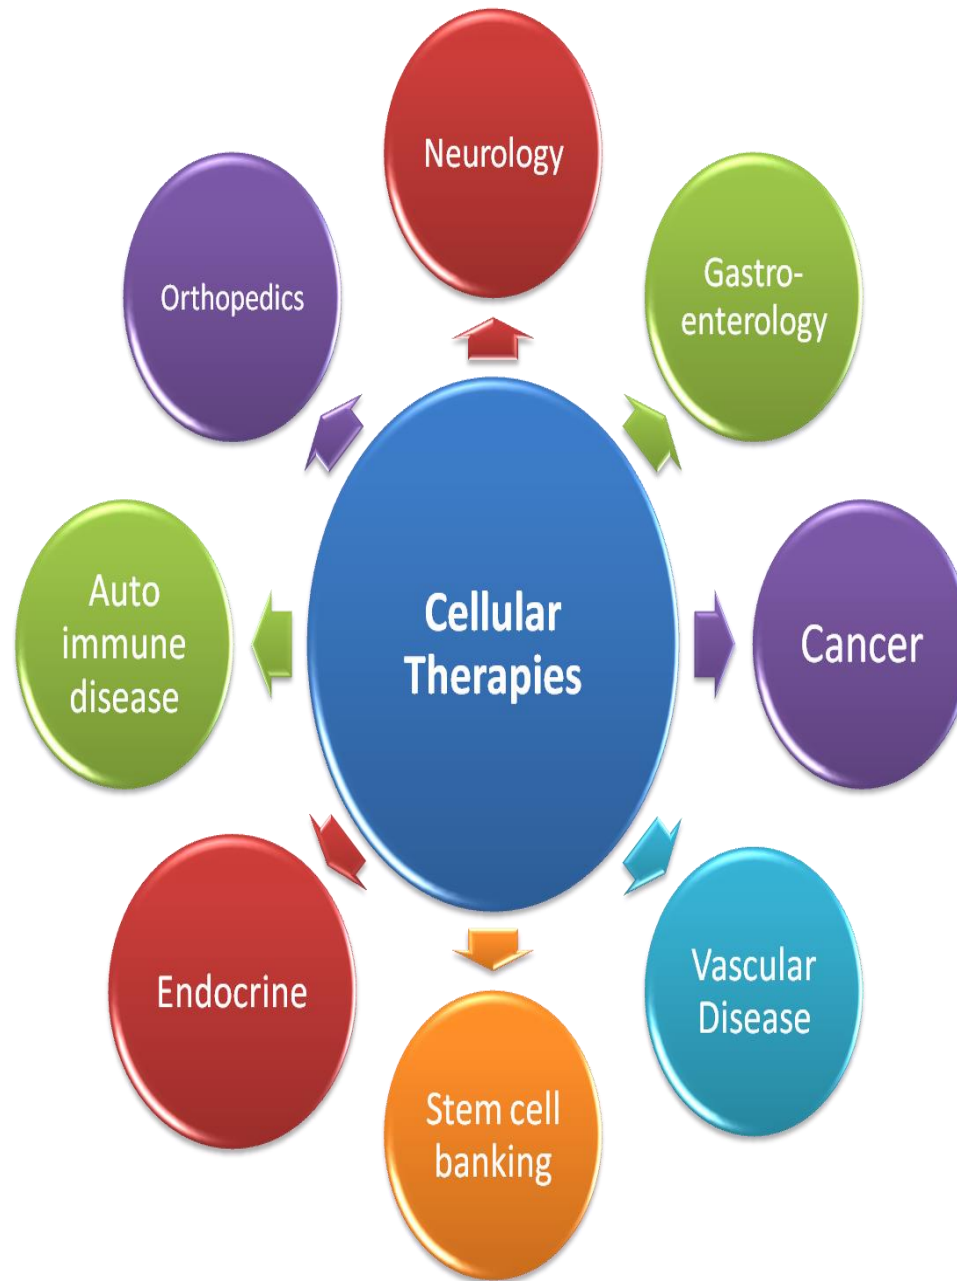 Neurology
Gastro-
enterology
Orthopedics
Auto
immune
disease
Cellular
Therapies
Cancer
Endocrine
Vascular
Disease
Stem cell
banking